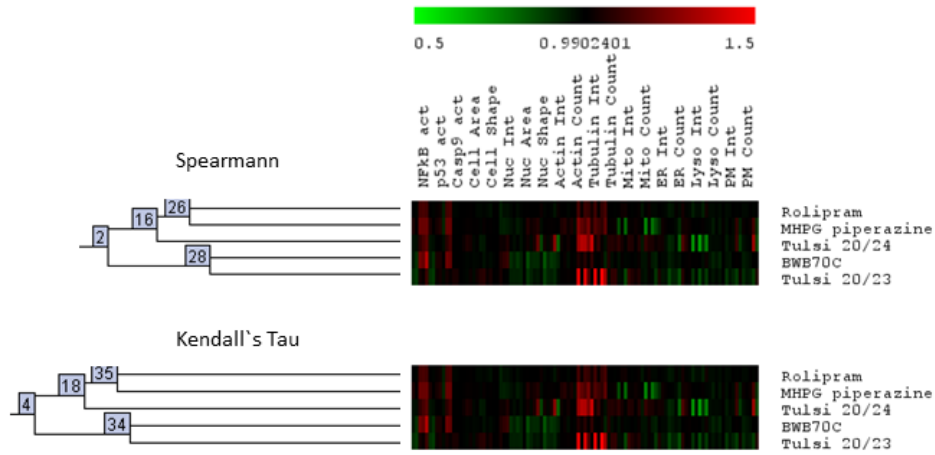 0.5 0.9902401 1.5
NFkB act
p53 act
Casp9 act
Cell Area
Cell Shape
Nuc Int
Nuc Area
Nuc Shape
Actin Int
Actin Count
Tubulin Int
Tubulin Count
Mito Int
Mito Count
ER Int
ER Count
Lyso Int
Lyso Count
PM Int
PM Count
Spearmann
26
16
2
28
Rolipram
MHPG piperazine
Tulsi 20/24
BWB70C
Tulsi 20/23
Kendall`s Tau
35
18
4
34
Rolipram
MHPG piperazine
Tulsi 20/24
BWB70C
Tulsi 20/23